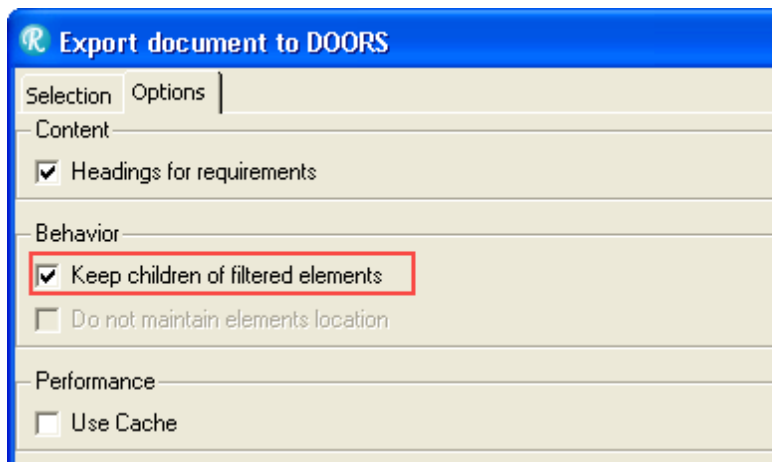 Export document to DOORS
Selection Options
Content
Headings for requirements
Behavior
Keep children of filtered elements
Do not maintain elements location
Performance
Use Cache